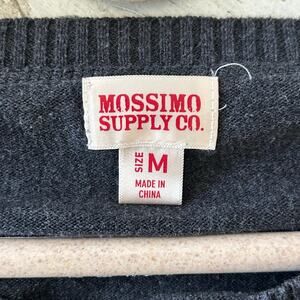 MOSSIMO
SUPPLY CO.
SIZE M
MADE IN
CHINA